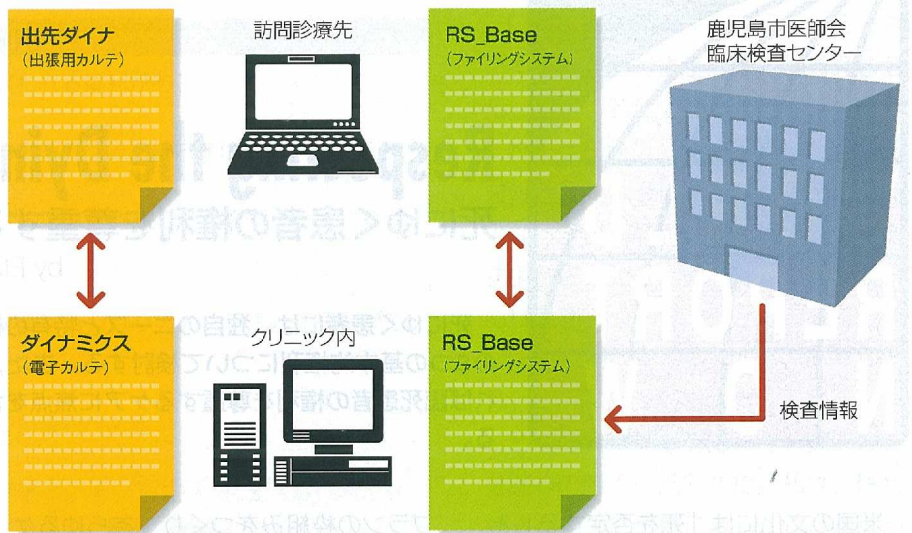 出先ダイナ
(出張用カルテ)
訪問診療先
RS_Base
(ファイリングシステム)
鹿児島市医師会
臨床検査センター
ダイナミクス
(電子カルテ)
クリニック内
RS_Base
(ファイリングシステム)
検査情報